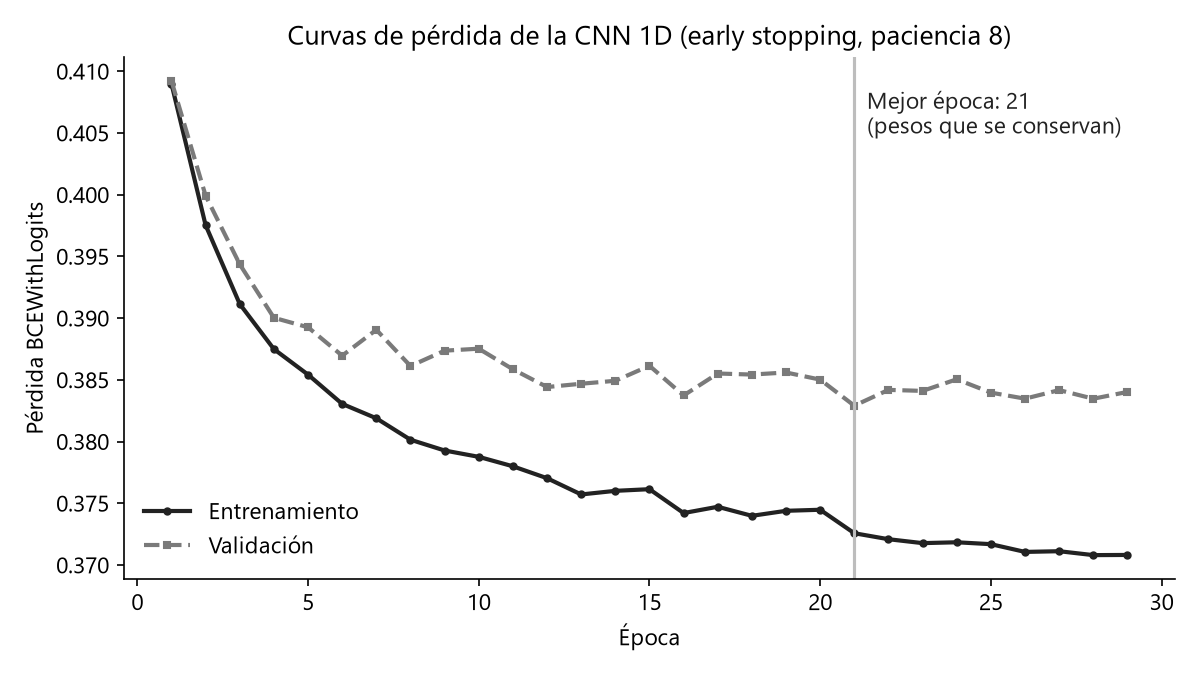 Curvas de pérdida de la CNN 1D (early stopping, paciencia 8)
Pérdida BCEWithLogits
0.410
0.405
0.400
0.395
0.390
0.385
0.380
0.375
0.370
Mejor época: 21
(pesos que se conservan)
Entrenamiento
Validación
0 5 10 15 20 25 30
Época